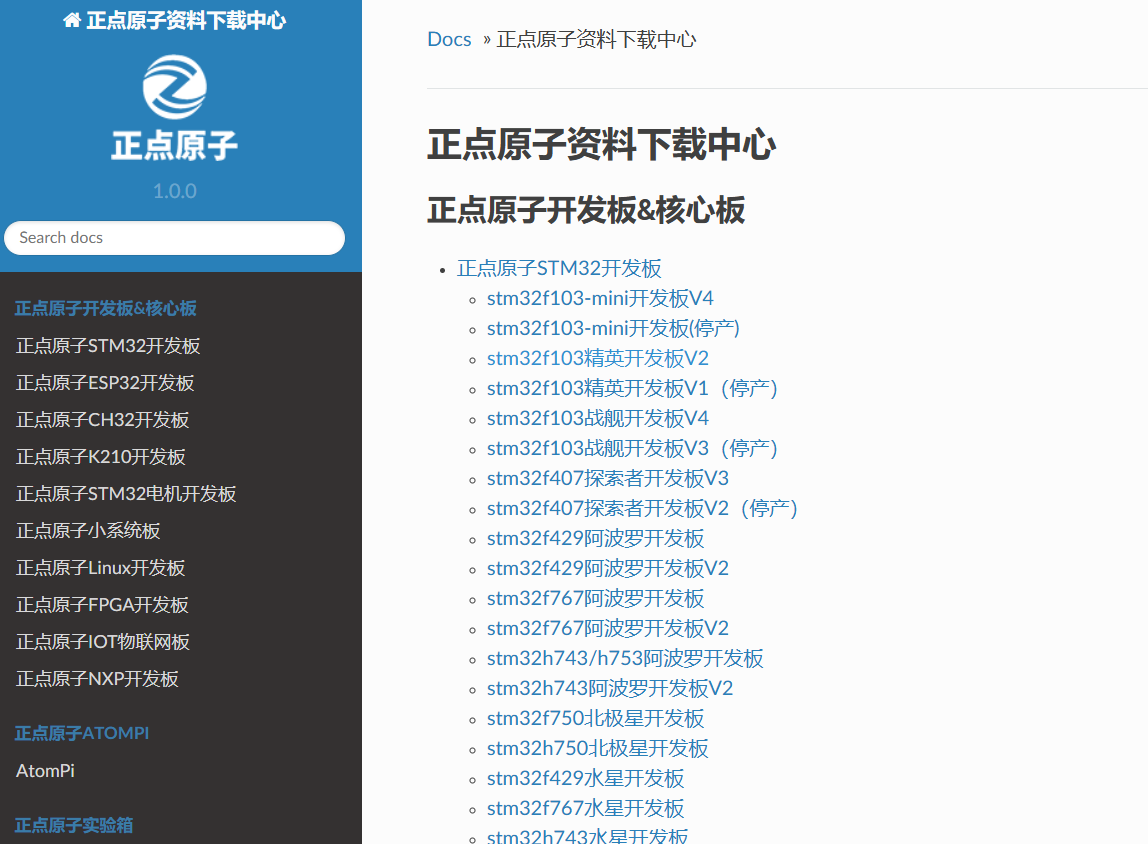 正点原子资料下载中心
正点原子
1.0.0
Search docs
正点原子开发板&核心板
正点原子STM32开发板
正点原子ESP32开发板
正点原子CH32开发板
正点原子K210开发板
正点原子STM32电机开发板
正点原子小系统板
正点原子Linux开发板
正点原子FPGA开发板
正点原子IOT物联网板
正点原子NXP开发板
正点原子ATOMPI
AtomPi
正点原子实验箱
Docs » 正点原子资料下载中心
正点原子资料下载中心
正点原子开发板&核心板
正点原子STM32开发板
stm32f103-mini开发板V4
stm32f103-mini开发板(停产)
stm32f103精英开发板V2
stm32f103精英开发板V1（停产）
stm32f103战舰开发板V4
stm32f103战舰开发板V3（停产）
stm32f407探索者开发板V3
stm32f407探索者开发板V2（停产）
stm32f429阿波罗开发板
stm32f429阿波罗开发板V2
stm32f767阿波罗开发板
stm32f767阿波罗开发板V2
stm32h743/h753阿波罗开发板
stm32h743阿波罗开发板V2
stm32f750北极星开发板
stm32h750北极星开发板
stm32f429水星开发板
stm32f767水星开发板
stm32h743水星开发板